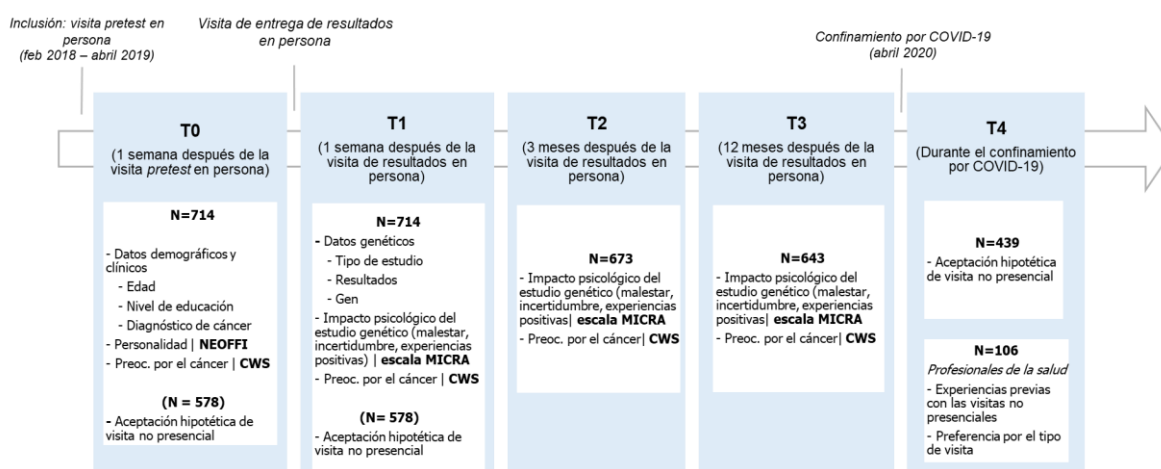 Inclusión: visita pretest en
persona
(feb 2018 – abril 2019)
Visita de entrega de resultados
en persona
Confinamiento por COVID-19
(abril 2020)
T0
(1 semana después de la
visita pretest en persona)
N=714
- Datos demográficos y
clínicos
- Edad
- Nivel de educación
- Diagnóstico de cáncer
- Personalidad | NEOFFI
- Preoc. por el cáncer | CWS
(N = 578)
- Aceptación hipotética de
visita no presencial
T1
(1 semana después de la
visita de resultados en
persona)
N=714
- Datos genéticos
- Tipo de estudio
- Resultados
- Gen
- Impacto psicológico del
estudio genético (malestar,
incertidumbre, experiencias
positivas) | escala MICRA
- Preoc. por el cáncer | CWS
(N= 578)
- Aceptación hipotética de
visita no presencial
T2
(3 meses después de la
visita de resultados en
persona)
N=673
- Impacto psicológico del
estudio genético (malestar,
incertidumbre, experiencias
positivas| escala MICRA
- Preoc. por el cáncer| CWS
T3
(12 meses después de la
visita de resultados en
persona)
N=643
- Impacto psicológico del
estudio genético (malestar,
incertidumbre, experiencias
positivas| escala MICRA
- Preoc. por el cáncer| CWS
T4
(Durante el confinamiento
por COVID-19)
N=439
- Aceptación hipotética
de visita no presencial
N=106
Profesionales de la salud
- Experiencias previas
con las visitas no
presenciales
- Preferencia por el tipo
de visita